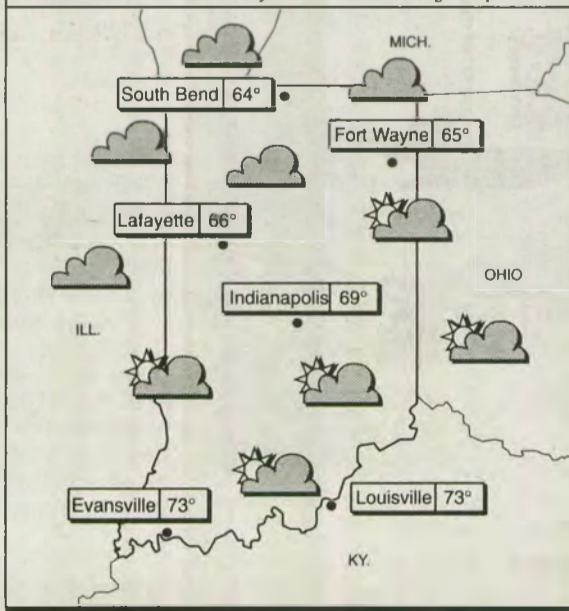 MICH.
South Bend 64°
Fort Wayne 65°
Lafayette 66°
OHIO
Indianapolis 69°
ILL.
Evansville 73°
Louisville 73°
KY.